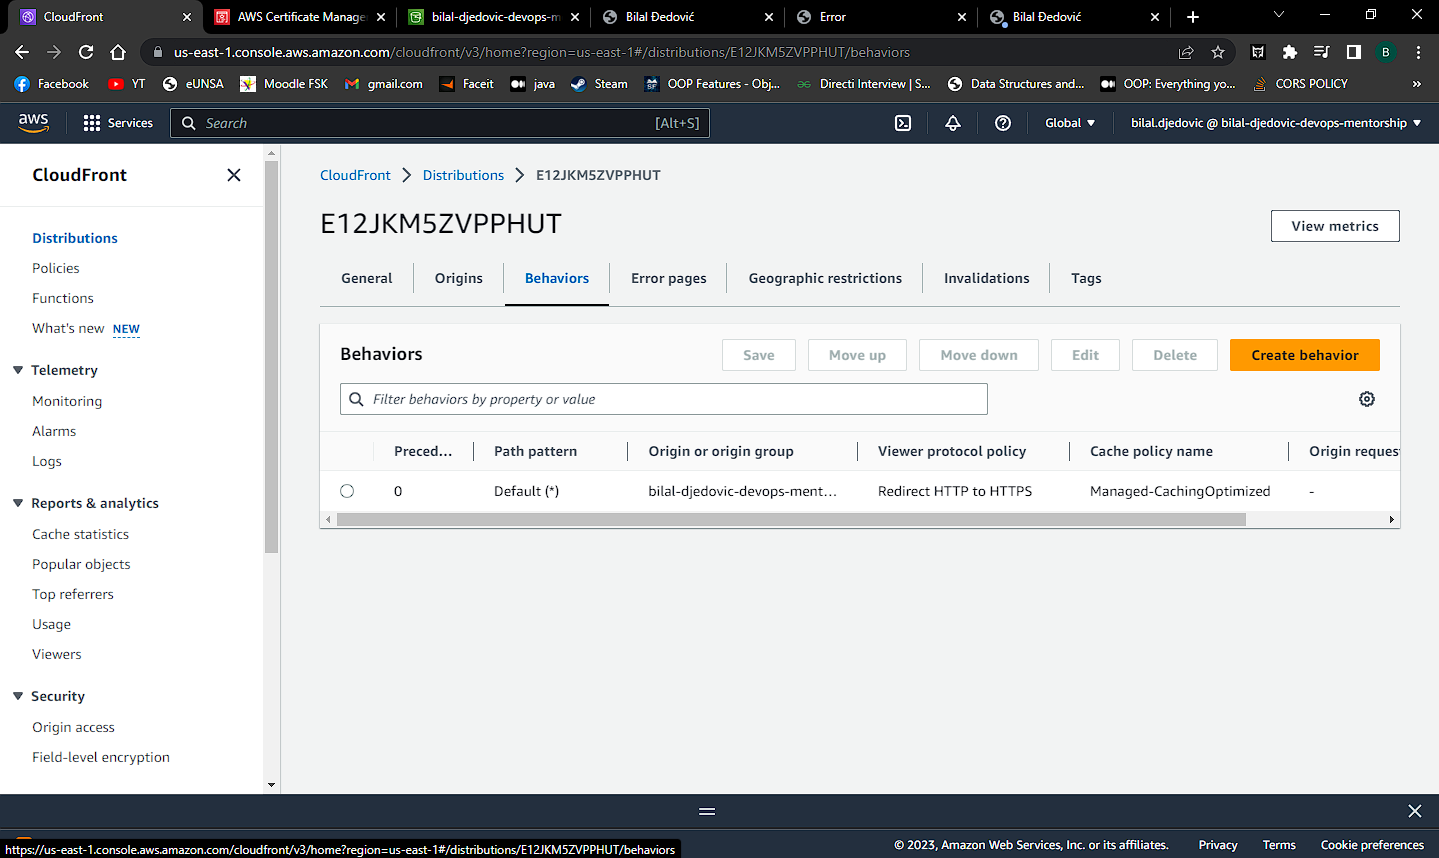 CloudFront
AWS Certificate Manage
bilal-djedovic-devops-m
Bilal Đedović
Error
Bilal Đedović
us-east-1.console.aws.amazon.com/cloudfront/v3/home?region=us-east-1#/distributions/E12JKM5ZVPPHUT/behaviors
B
Facebook
YT
eUNSA
Moodle FSK
gmail.com
Faceit
java
Steam
OOP Features - Obj...
Directi Interview | S...
Data Structures and...
OOP: Everything yo...
CORS POLICY
»
aws
Services
Search
[Alt+S]
Global
bilal.djedovic @ bilal-djedovic-devops-mentorship
CloudFront
Distributions
Policies
Functions
What's new NEW
Telemetry
Monitoring
Alarms
Logs
Reports & analytics
Cache statistics
Popular objects
Top referrers
Usage
Viewers
Security
Origin access
Field-level encryption
CloudFront > Distributions > E12JKM5ZVPPHUT
E12JKM5ZVPPHUT
View metrics
General
Origins
Behaviors
Error pages
Geographic restrictions
Invalidations
Tags
Behaviors
Save
Move up
Move down
Edit
Delete
Create behavior
Filter behaviors by property or value
Preced...
Path pattern
Origin or origin group
Viewer protocol policy
Cache policy name
Origin reques
0
Default (*)
bilal-djedovic-devops-ment...
Redirect HTTP to HTTPS
Managed-CachingOptimized
-
https://us-east-1.console.aws.amazon.com/cloudfront/v3/home?region=us-east-1#/distributions/E12JKM5ZVPPHUT/behaviors
© 2023, Amazon Web Services, Inc. or its affiliates.
Privacy
Terms
Cookie preferences